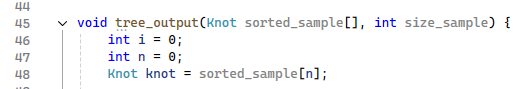 44
45 void tree_output(Knot sorted_sample[], int size_sample) {
46 int i = 0;
47 int n = 0;
48 Knot knot = sorted_sample[n];